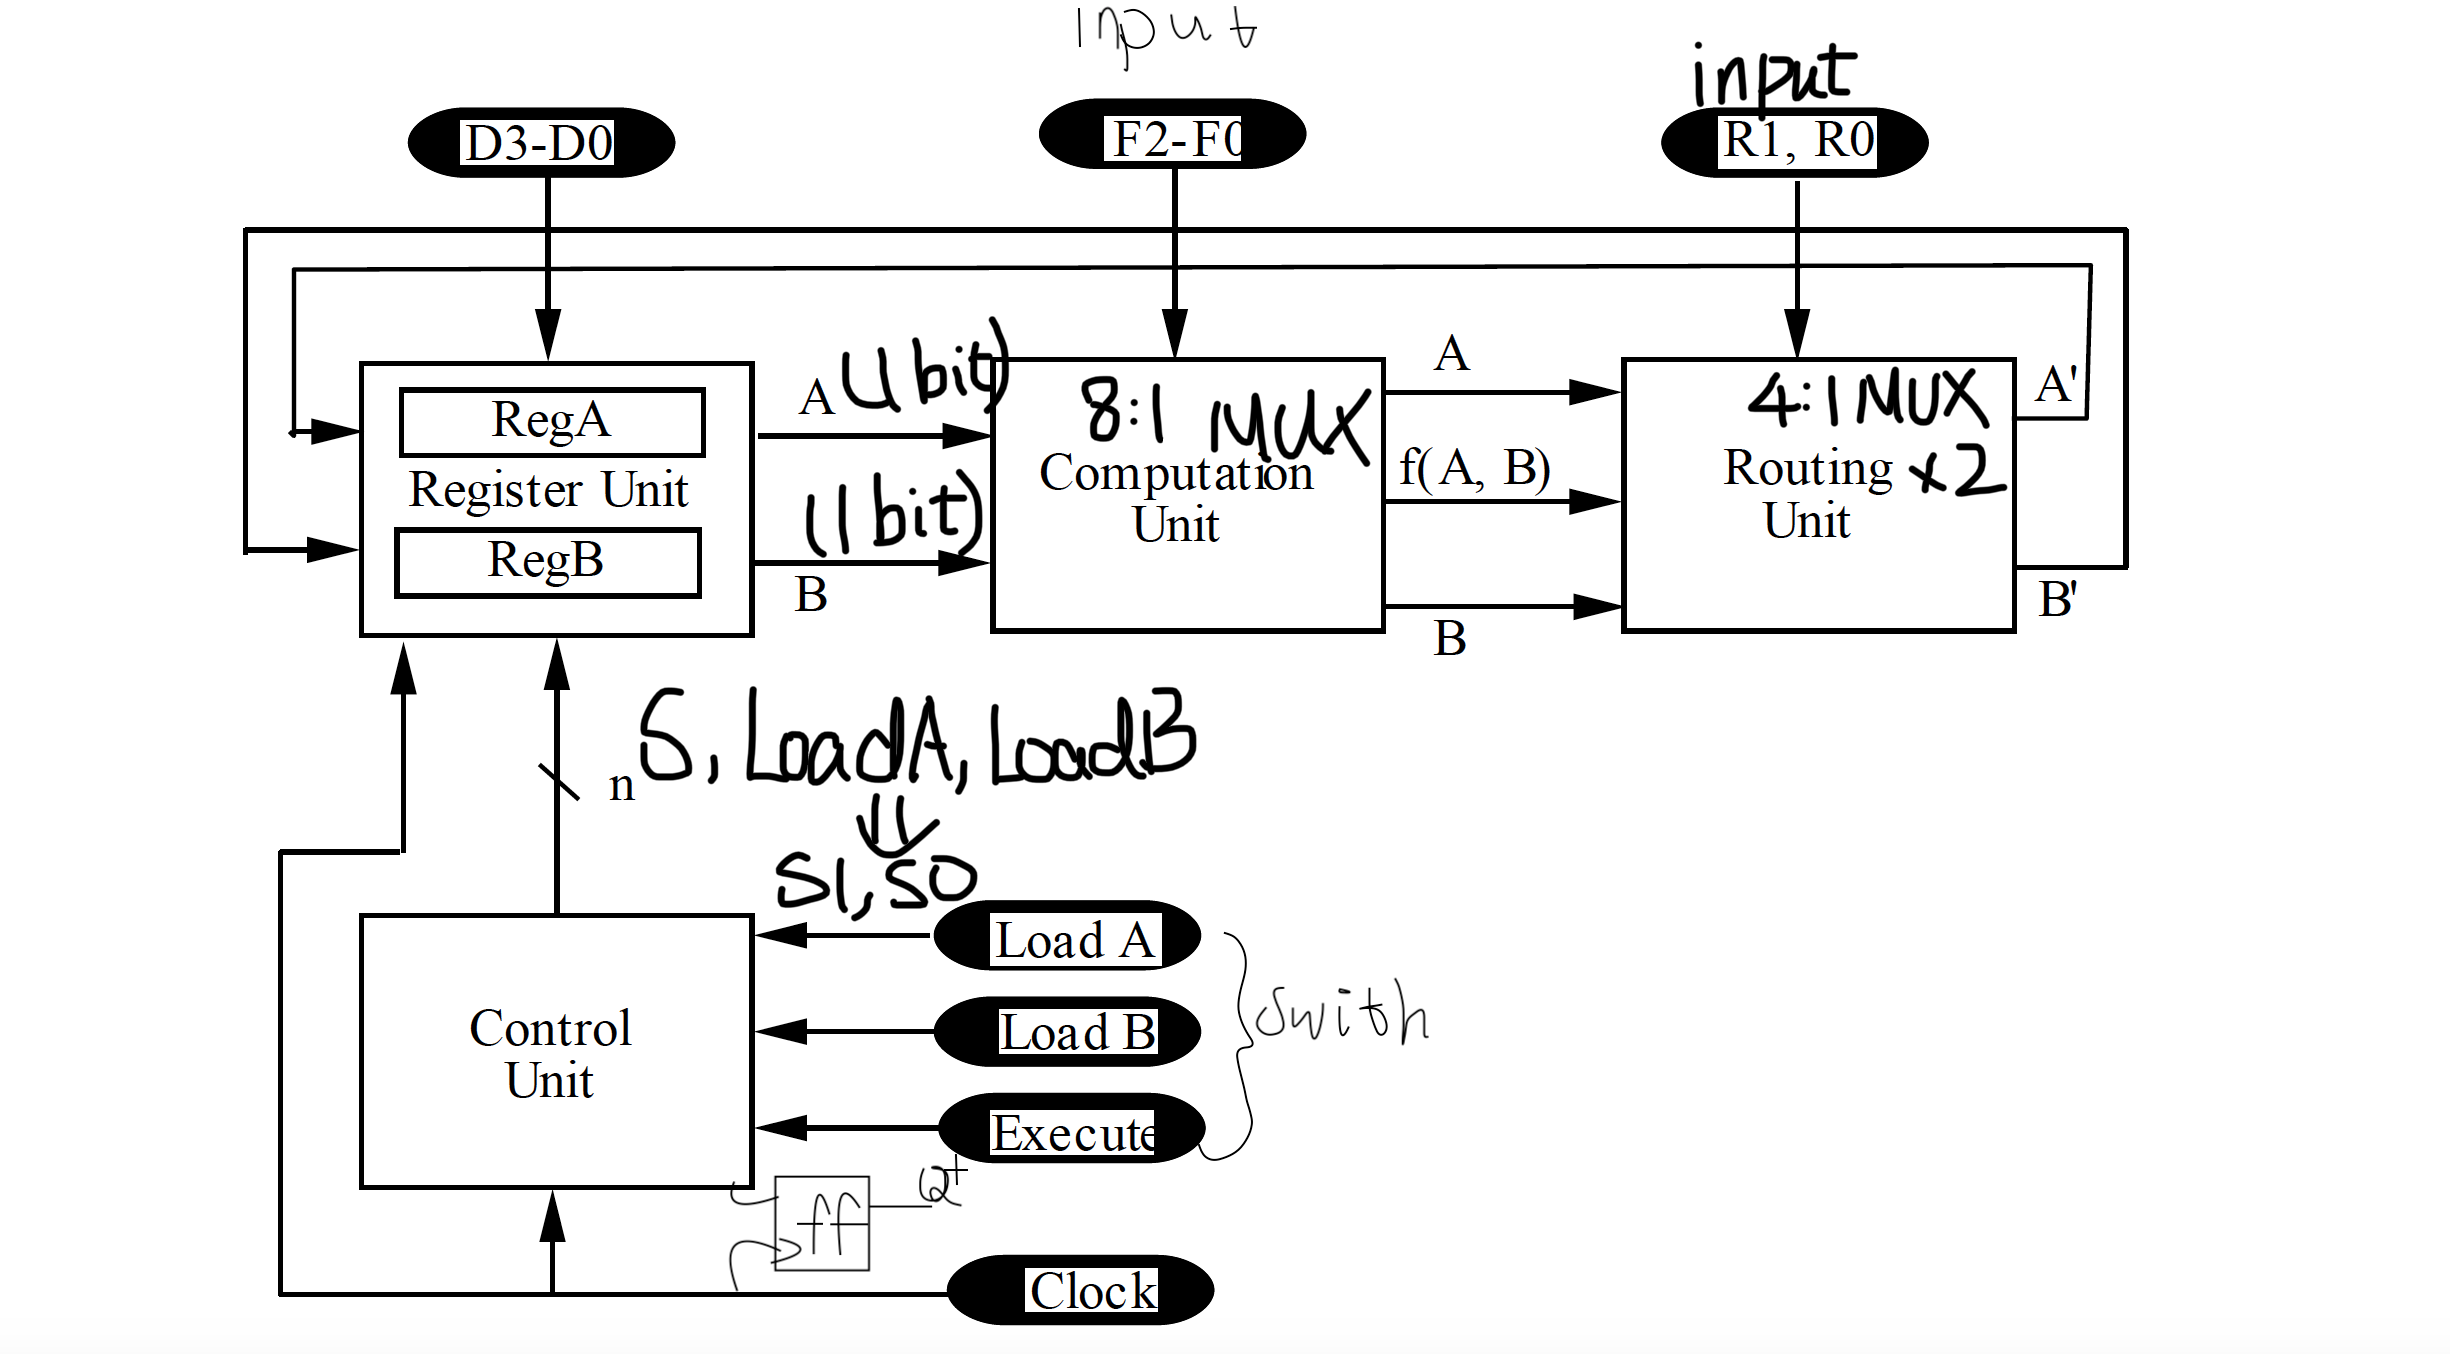 Input
input
D3-D0
F2-F0
R1, R0
A (1 bit)
8:1 MUX
A
4:1 MUX
A'
RegA
Register Unit
RegB
(1 bit)
B
Computation
Unit
f(A, B)
B
Routing x2
Unit
B'
n S, LoadA, LoadB
S1, S0
Load A
Load B
Execute
Swith
Control
Unit
ff
Q+
Clock